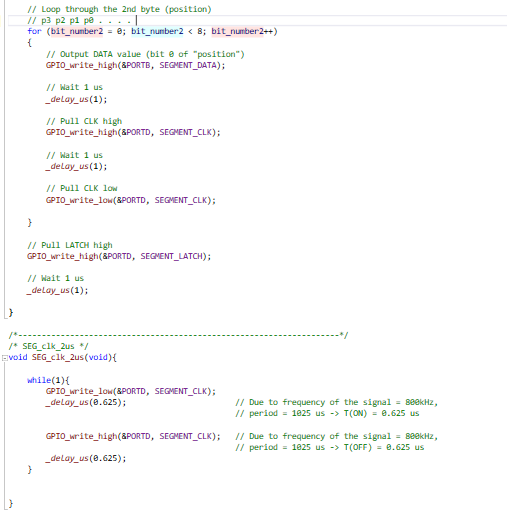 // Loop through the 2nd byte (position)
// p3 p2 p1 p0 . . . .
for (bit_number2 = 0; bit_number2 < 8; bit_number2++)
{
// Output DATA value (bit 0 of "position")
GPIO_write_high(&PORTB, SEGMENT_DATA);
// Wait 1 us
_delay_us(1);
// Pull CLK high
GPIO_write_high(&PORTD, SEGMENT_CLK);
// Wait 1 us
_delay_us(1);
// Pull CLK low
GPIO_write_low(&PORTD, SEGMENT_CLK);
}
// Pull LATCH high
GPIO_write_high(&PORTD, SEGMENT_LATCH);
// Wait 1 us
_delay_us(1);
}
/*--------------------------------------------------------------------*/
/* SEG_clk_2us */
void SEG_clk_2us(void){
while(1){
GPIO_write_low(&PORTD, SEGMENT_CLK);
_delay_us(0.625); // Due to frequency of the signal = 800kHz,
// period = 1025 us -> T(ON) = 0.625 us
GPIO_write_high(&PORTD, SEGMENT_CLK); // Due to frequency of the signal = 800kHz,
// period = 1025 us -> T(OFF) = 0.625 us
_delay_us(0.625);
}
}